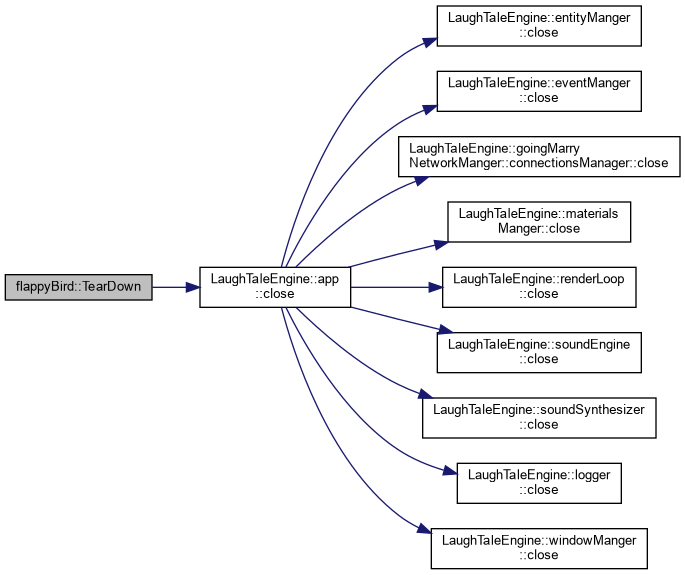 LaughTaleEngine::entityManger
::close
LaughTaleEngine::eventManger
::close
LaughTaleEngine::goingMarry
NetworkManger::connectionsManager::close
LaughTaleEngine::materials
Manger::close
flappyBird::TearDown
LaughTaleEngine::app
::close
LaughTaleEngine::renderLoop
::close
LaughTaleEngine::soundEngine
::close
LaughTaleEngine::soundSynthesizer
::close
LaughTaleEngine::logger
::close
LaughTaleEngine::windowManger
::close